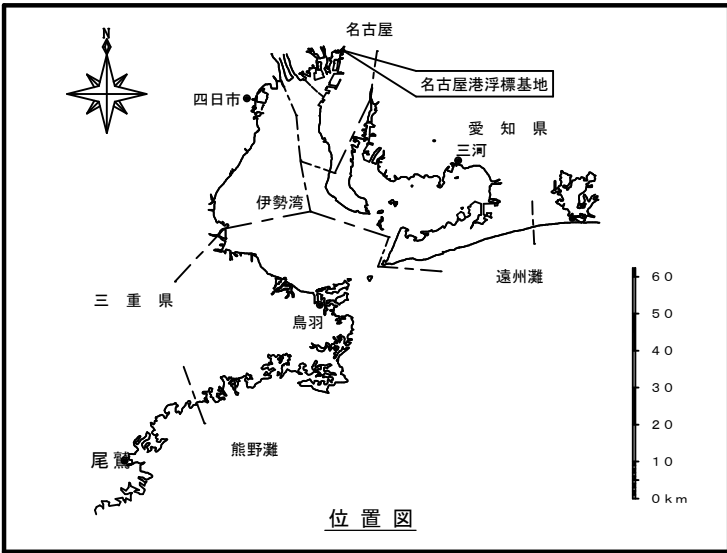 N
名古屋
名古屋港浮標基地
四日市
愛 知 県
三河
伊勢湾
遠州灘
三 重 県
鳥羽
熊野灘
尾鷲
60
50
40
30
20
10
0km
位 置 図